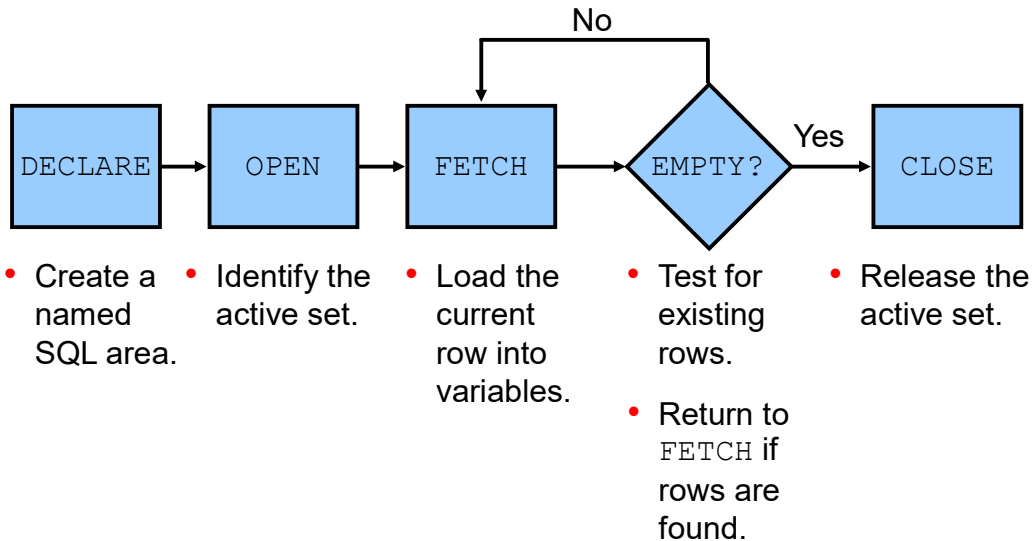 No
DECLARE
OPEN
FETCH
EMPTY?
Yes
CLOSE
• Create a
named
SQL area.
• Identify the
active set.
• Load the
current
row into
variables.
• Test for
existing
rows.
• Return to
FETCH if
rows are
found.
• Release the
active set.